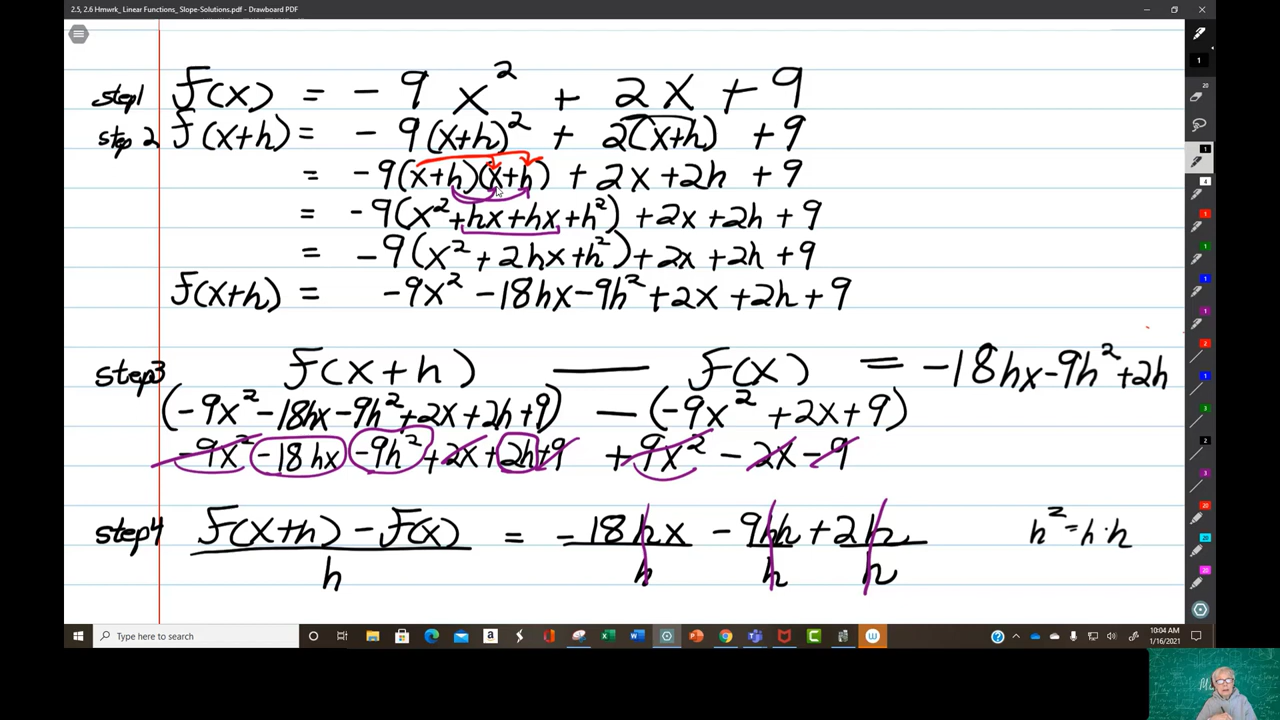 2.5, 2.6 Hmwrk_ Linear Functions_ Slope-Solutions.pdf - Drawboard PDF
step1 f(x) = -9x² + 2x + 9
step 2 f(x+h) = -9(x+h)² + 2(x+h) + 9
= -9(x+h)(x+h) + 2x + 2h + 9
= -9(x² + hx + hx + h²) + 2x + 2h + 9
= -9(x² + 2hx + h²) + 2x + 2h + 9
f(x+h) = -9x² - 18hx - 9h² + 2x + 2h + 9
step3 f(x+h) — f(x) = -18hx - 9h² + 2h
(-9x² - 18hx - 9h² + 2x + 2h + 9) - (-9x² + 2x + 9)
-9x² - 18hx - 9h² + 2x + 2h + 9 + 9x² - 2x - 9
step4 f(x+h) - f(x) = -18hx - 9hh + 2h h² = h·h
h h h h
Type here to search
10:04 AM
1/16/2021